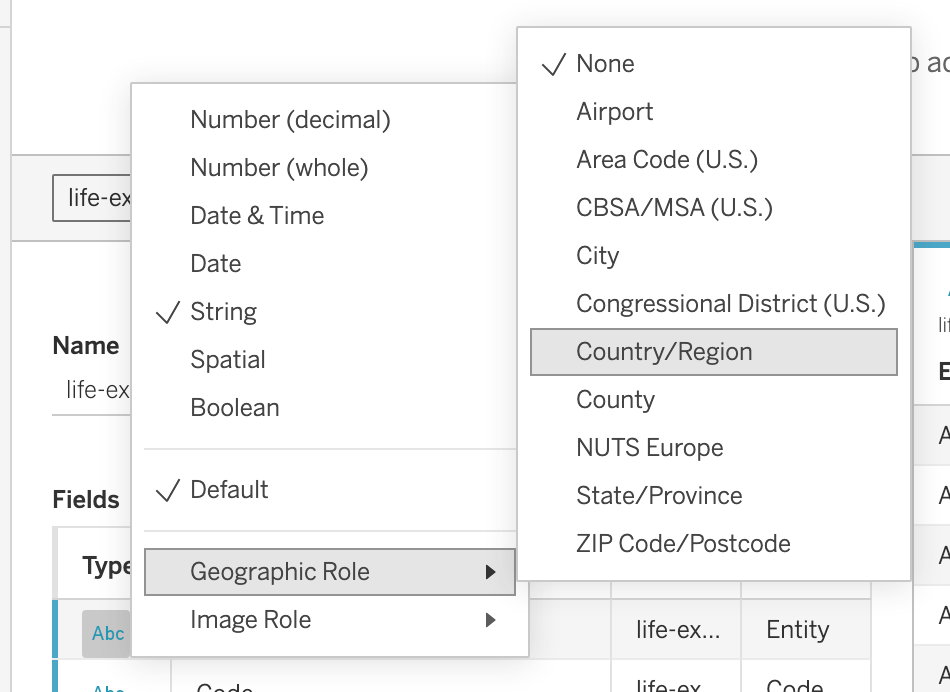 None
Airport
Area Code (U.S.)
CBSA/MSA (U.S.)
City
Congressional District (U.S.)
Country/Region
County
NUTS Europe
State/Province
ZIP Code/Postcode
Number (decimal)
Number (whole)
Date & Time
Date
String
Spatial
Boolean
Default
Geographic Role
Image Role
life-ex
Name
life-ex
Fields
Type
Abc life-ex... Entity
Abc Code life-ex... Code